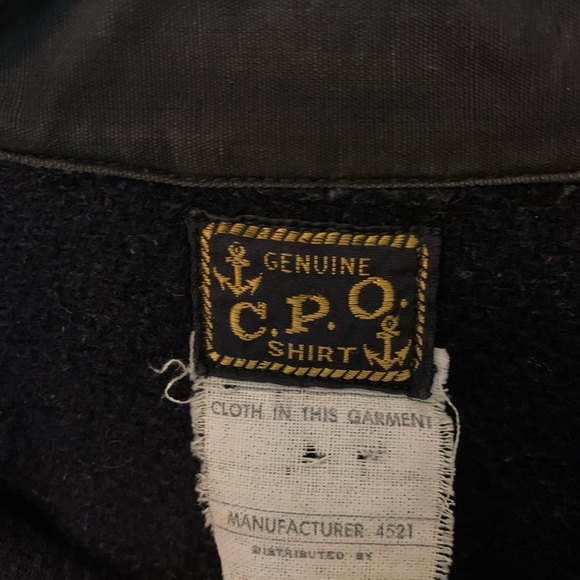 GENUINE
C.P.O.
SHIRT
CLOTH IN THIS GARMENT
MANUFACTURER 4521
DISTRIBUTED BY